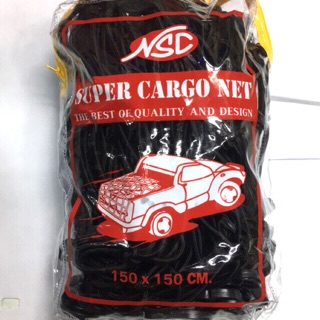 NSC
SUPER CARGO NET
THE BEST OF QUALITY AND DESIGN
150 x 150 CM.